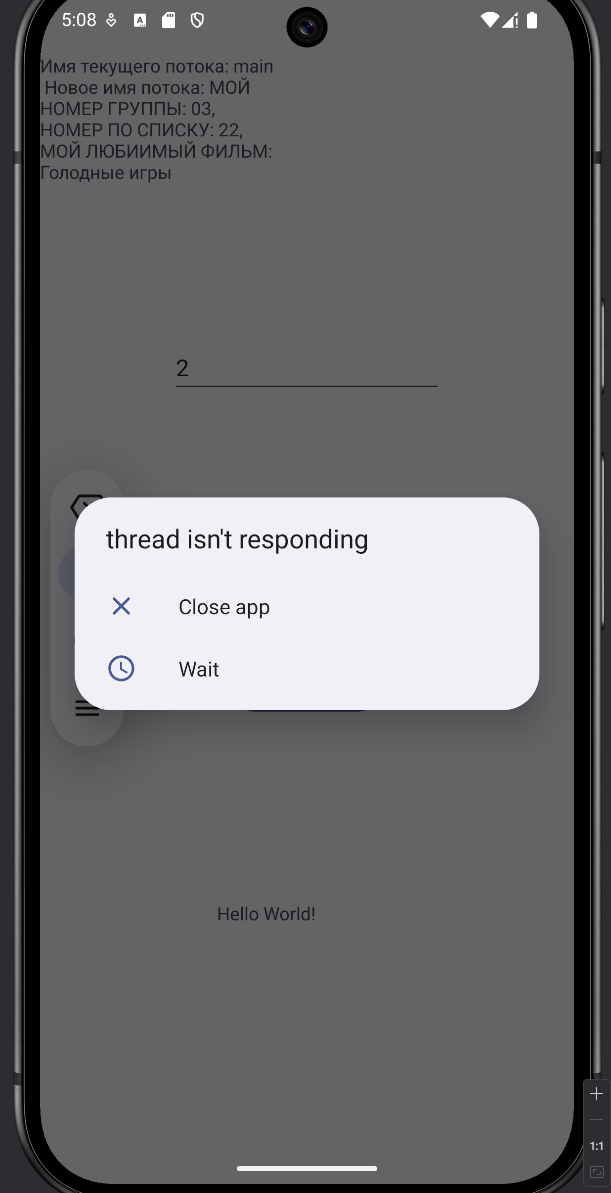 5:08
Имя текущего потока: main
Новое имя потока: МОЙ
НОМЕР ГРУППЫ: 03,
НОМЕР ПО СПИСКУ: 22,
МОЙ ЛЮБИИМЫЙ ФИЛЬМ:
Голодные игры
2
thread isn't responding
Close app
Wait
Hello World!
1:1